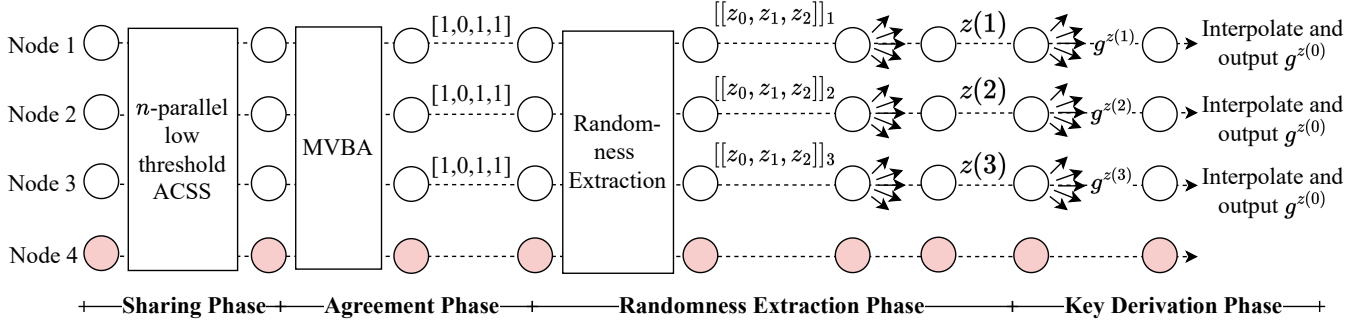 Node 1
[1,0,1,1]
[[z₀, z₁, z₂]]₁
z(1)
g^{z(1)}
Interpolate and
output g^{z(0)}
Node 2
n-parallel
low
threshold
ACSS
MVBA
[1,0,1,1]
Random-
ness
Extraction
[[z₀, z₁, z₂]]₂
z(2)
g^{z(2)}
Interpolate and
output g^{z(0)}
Node 3
[1,0,1,1]
[[z₀, z₁, z₂]]₃
z(3)
g^{z(3)}
Interpolate and
output g^{z(0)}
Node 4
Sharing Phase
Agreement Phase
Randomness Extraction Phase
Key Derivation Phase